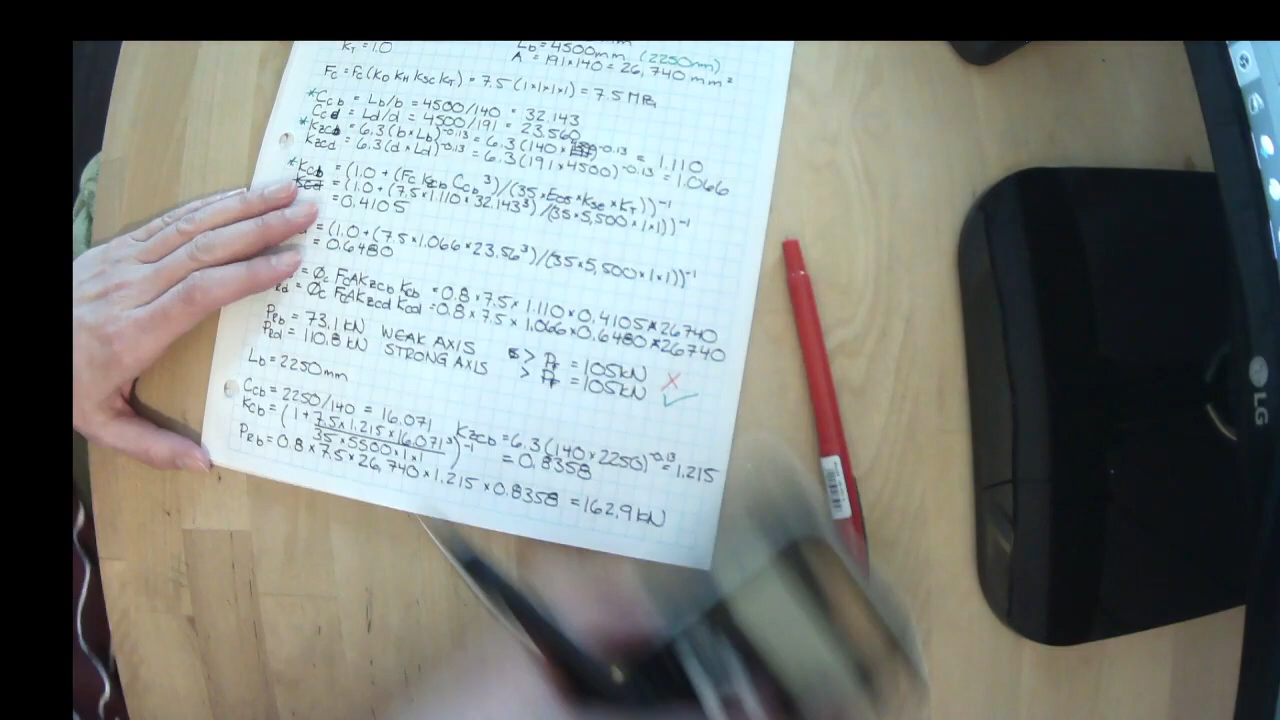 KT = 1.0
Lb = 4500mm (2250mm)
A = 191×140 = 26,740 mm²
Fc = fc (KD KH Ksc KT) = 7.5 (1×1×1×1) = 7.5 MPa
*Ccb = Lb/b = 4500/140 = 32.143
Ccd = Ld/d = 4500/191 = 23.560
*Kzcb = 6.3(b×Lb)^-0.13 = 6.3(140× )^-0.13 = 1.110
Kzcd = 6.3(d×Ld)^-0.13 = 6.3(191×4500)^-0.13 = 1.066
*Kcb = (1.0 + (Fc Kzcb Ccb³)/(35×E05×KSE×KT))^-1
= (1.0 + (7.5×1.110×32.143³)/(35×5,500×1×1))^-1
= 0.4105
= (1.0+(7.5×1.066×23.56³)/(35×5,500×1×1))^-1
= 0.6480
= Øc FcAKzcb Kcb = 0.8×7.5×1.110×0.4105×26740
= Øc FcAKzcd Kcd = 0.8×7.5×1.066×0.6480×26740
PRb = 73.1 kN WEAK AXIS > Pf = 105kN ✗
PRd = 110.8 kN STRONG AXIS > Pf = 105kN ✓
Lb = 2250mm
Ccb = 2250/140 = 16.071
Kzcb = 6.3(140×2250)^-0.13 = 1.215
Kcb = (1+ 7.5×1.215×16.071³ / 35×5500×1×1)^-1 = 0.8358
PRb = 0.8×7.5×26,740×1.215×0.8358 = 162.9 kN
LG